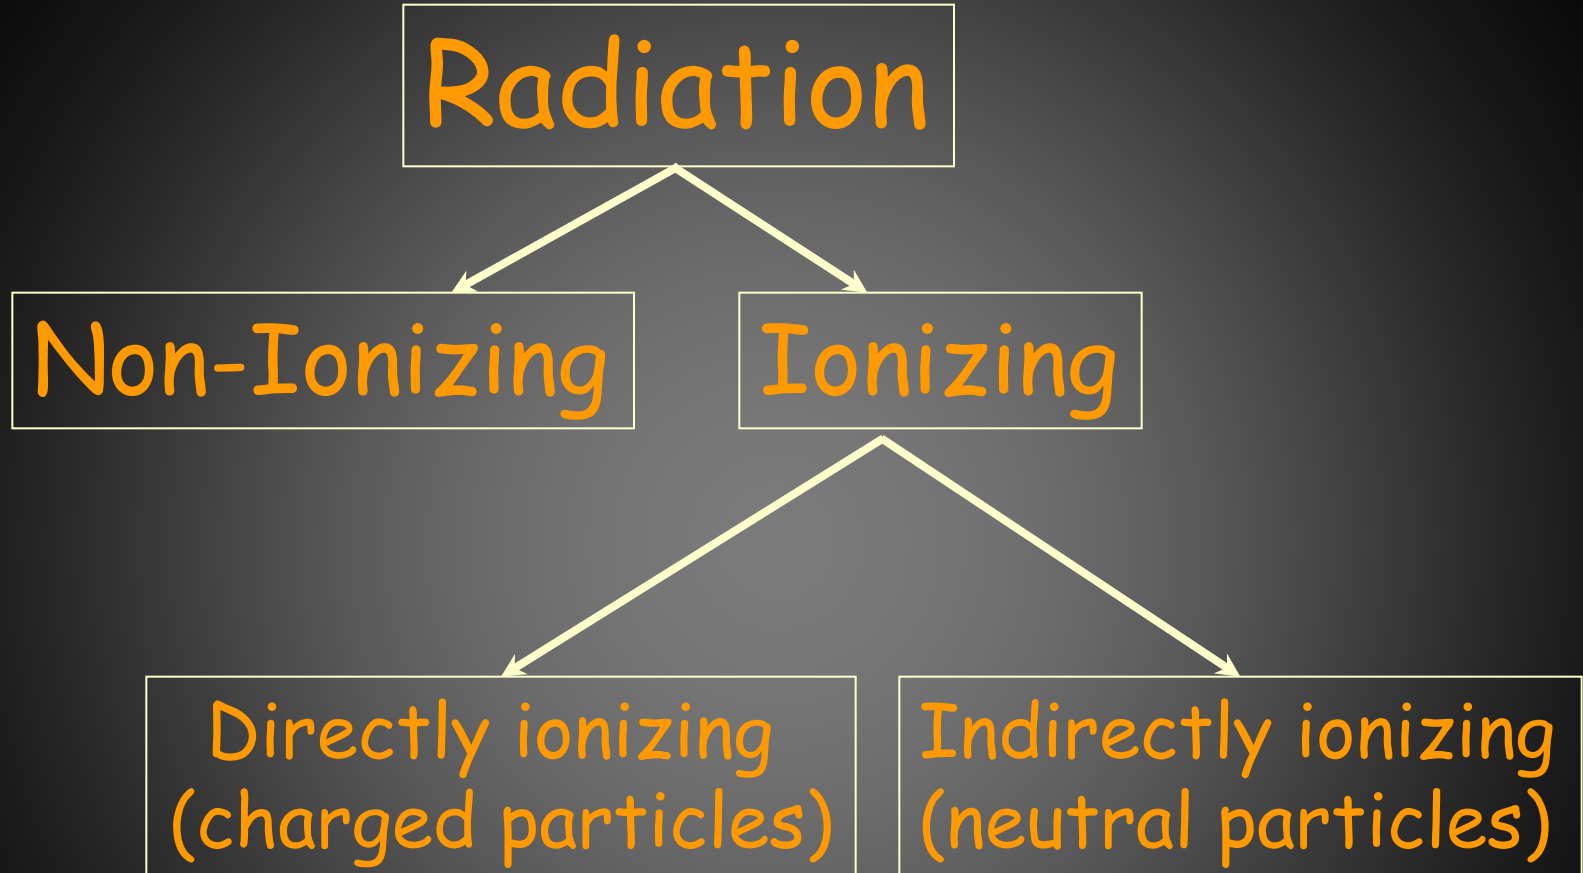 Radiation
Non-Ionizing
Ionizing
Directly ionizing
(charged particles)
Indirectly ionizing
(neutral particles)